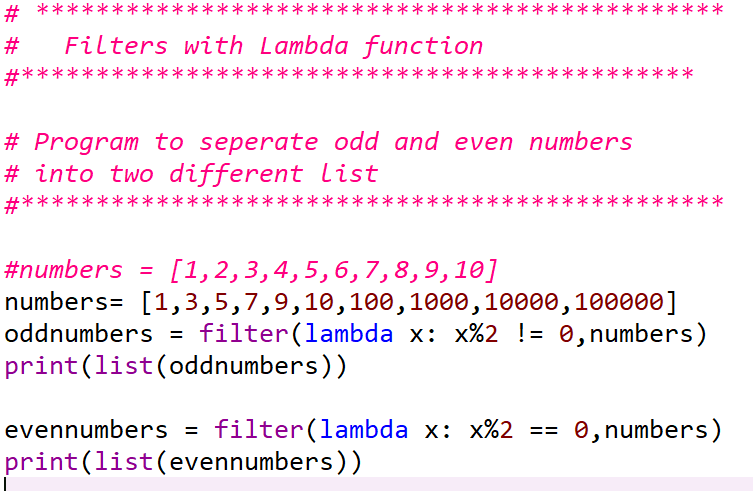 # **********************************************
#   Filters with Lambda function
#*********************************************
# Program to seperate odd and even numbers
# into two different list
#***********************************************
#numbers = [1,2,3,4,5,6,7,8,9,10]
numbers= [1,3,5,7,9,10,100,1000,10000,100000]
oddnumbers = filter(lambda x: x%2 != 0,numbers)
print(list(oddnumbers))
evennumbers = filter(lambda x: x%2 == 0,numbers)
print(list(evennumbers))